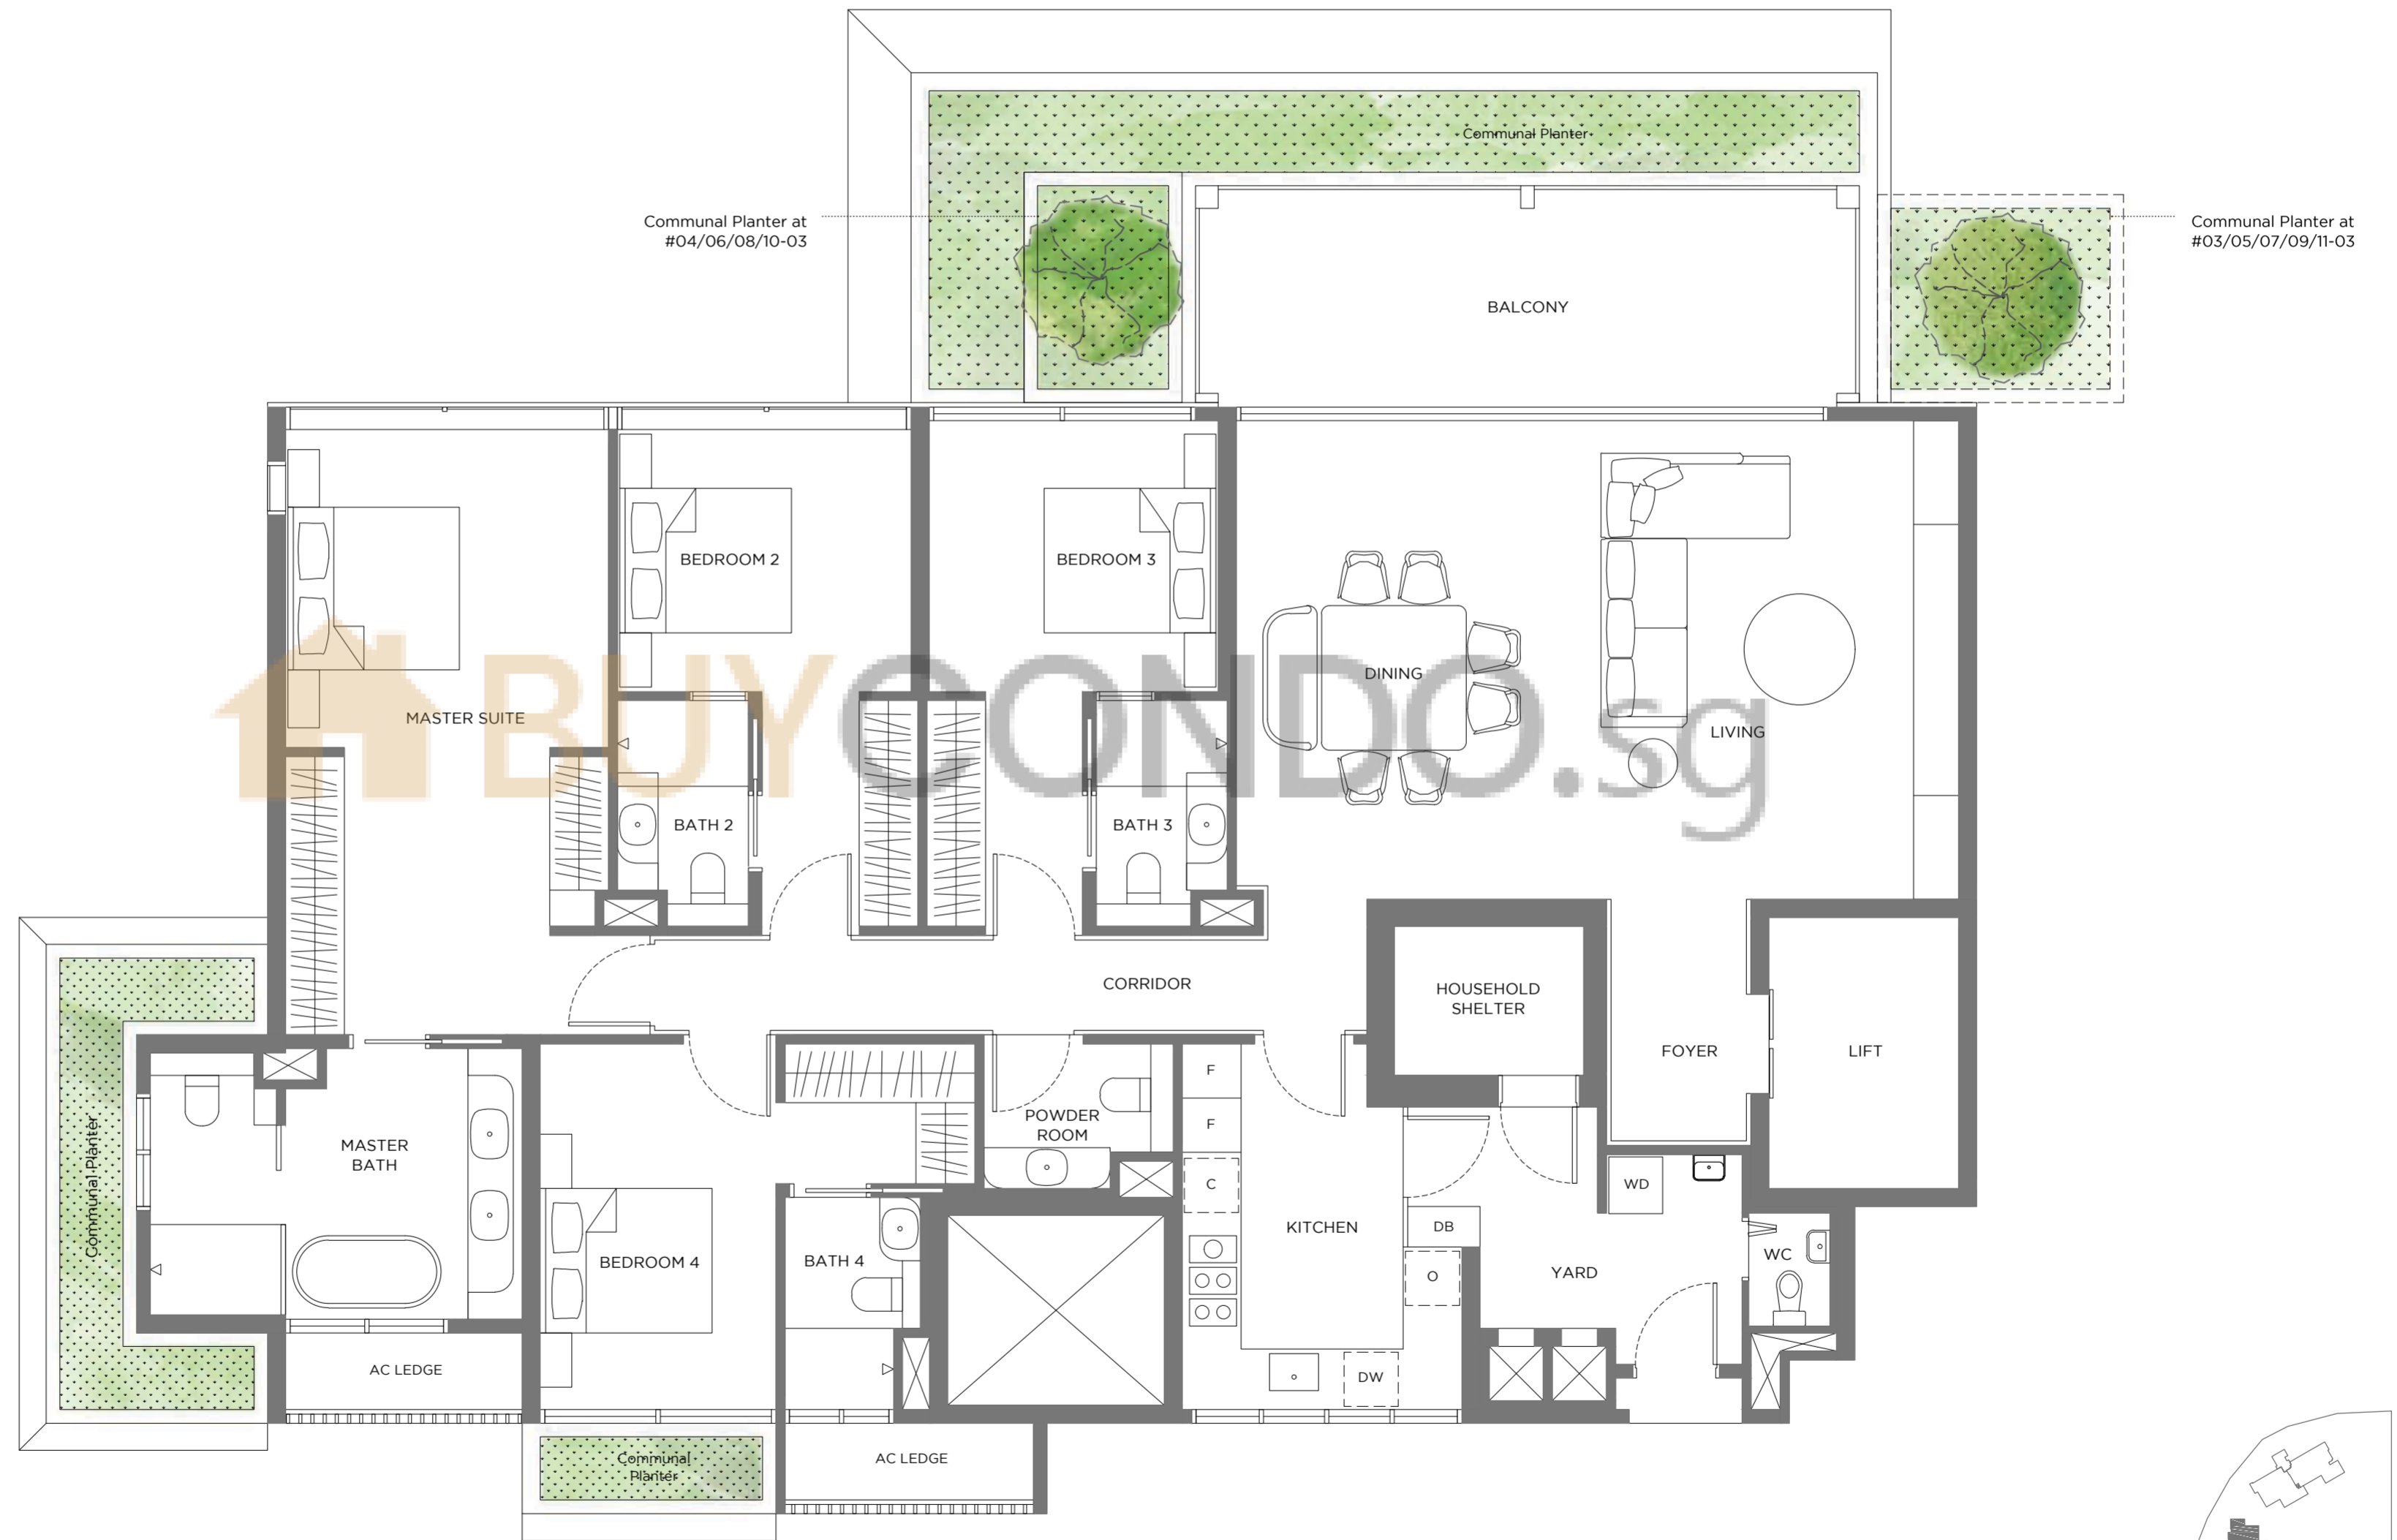 Communal Planter
Communal Planter at
#04/06/08/10-03
Communal Planter at
#03/05/07/09/11-03
BALCONY
BEDROOM 2
BEDROOM 3
DINING
MASTER SUITE
LIVING
BUYCONDO.sg
BATH 2
BATH 3
CORRIDOR
HOUSEHOLD
SHELTER
FOYER
LIFT
F
F
C
POWDER
ROOM
MASTER
BATH
Communal Planter
WD
KITCHEN
DB
BEDROOM 4
BATH 4
O
YARD
WC
AC LEDGE
DW
Communal
Planter
AC LEDGE